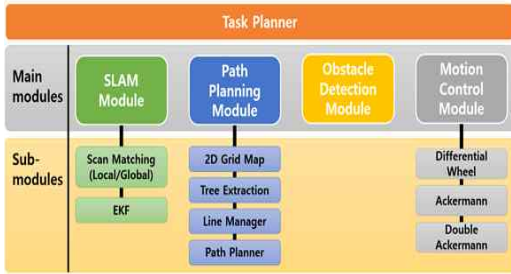 Task Planner
Main
modules
SLAM
Module
Path
Planning
Module
Obstacle
Detection
Module
Motion
Control
Module
Sub-
modules
Scan Matching
(Local/Global)
EKF
2D Grid Map
Tree Extraction
Line Manager
Path Planner
Differential
Wheel
Ackermann
Double
Ackermann